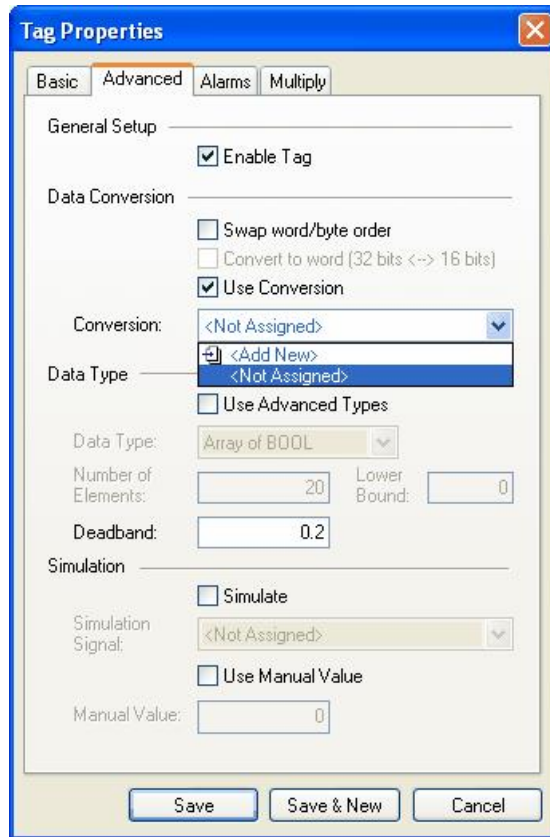 Tag Properties
Basic Advanced Alarms Multiply
General Setup
Enable Tag
Data Conversion
Swap word/byte order
Convert to word (32 bits <--> 16 bits)
Use Conversion
Conversion: <Not Assigned>
<Add New>
<Not Assigned>
Data Type
Use Advanced Types
Data Type: Array of BOOL
Number of Elements: 20 Lower Bound: 0
Deadband: 0.2
Simulation
Simulate
Simulation Signal: <Not Assigned>
Use Manual Value
Manual Value: 0
Save Save & New Cancel